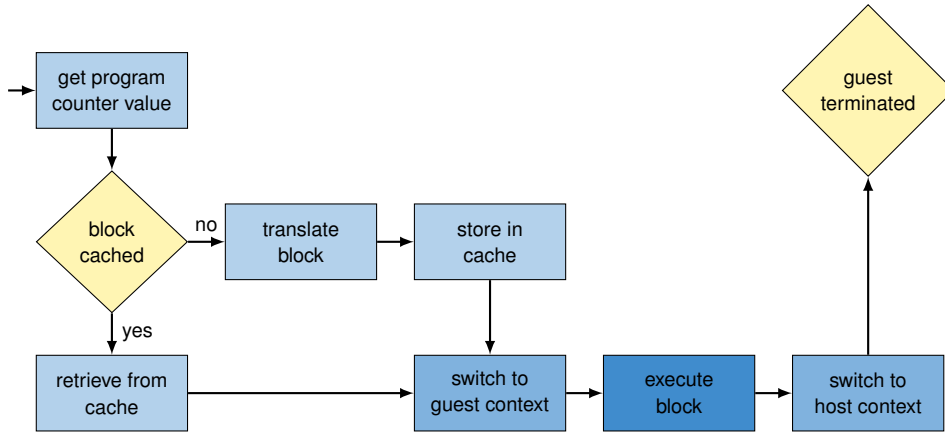 get program
counter value
guest
terminated
block
cached
no
translate
block
store in
cache
yes
retrieve from
cache
switch to
guest context
execute
block
switch to
host context